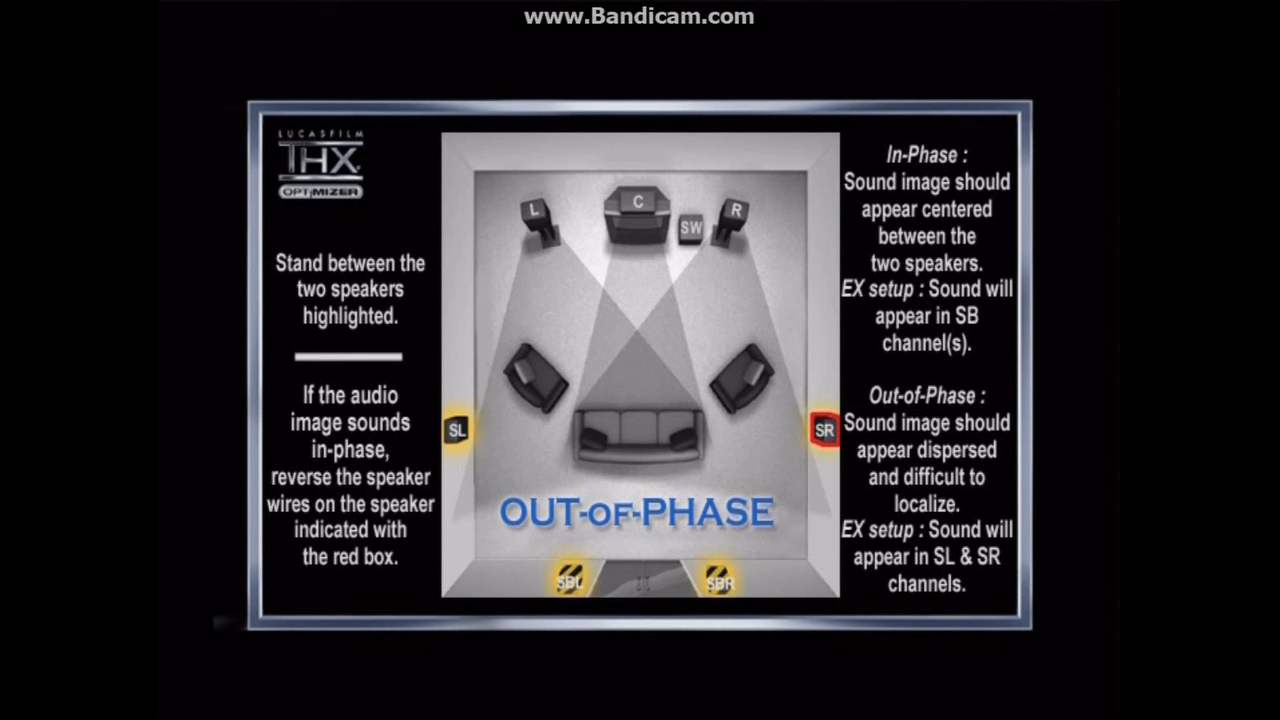 www.Bandicam.com
LUCASFILM
THX
OPTIMIZER
Stand between the
two speakers
highlighted.
If the audio
image sounds
in-phase,
reverse the speaker
wires on the speaker
indicated with
the red box.
L
C
SW
R
SL
SR
OUT-OF-PHASE
SBL
SBR
In-Phase :
Sound image should
appear centered
between the
two speakers.
EX setup : Sound will
appear in SB
channel(s).
Out-of-Phase :
Sound image should
appear dispersed
and difficult to
localize.
EX setup : Sound will
appear in SL & SR
channels.